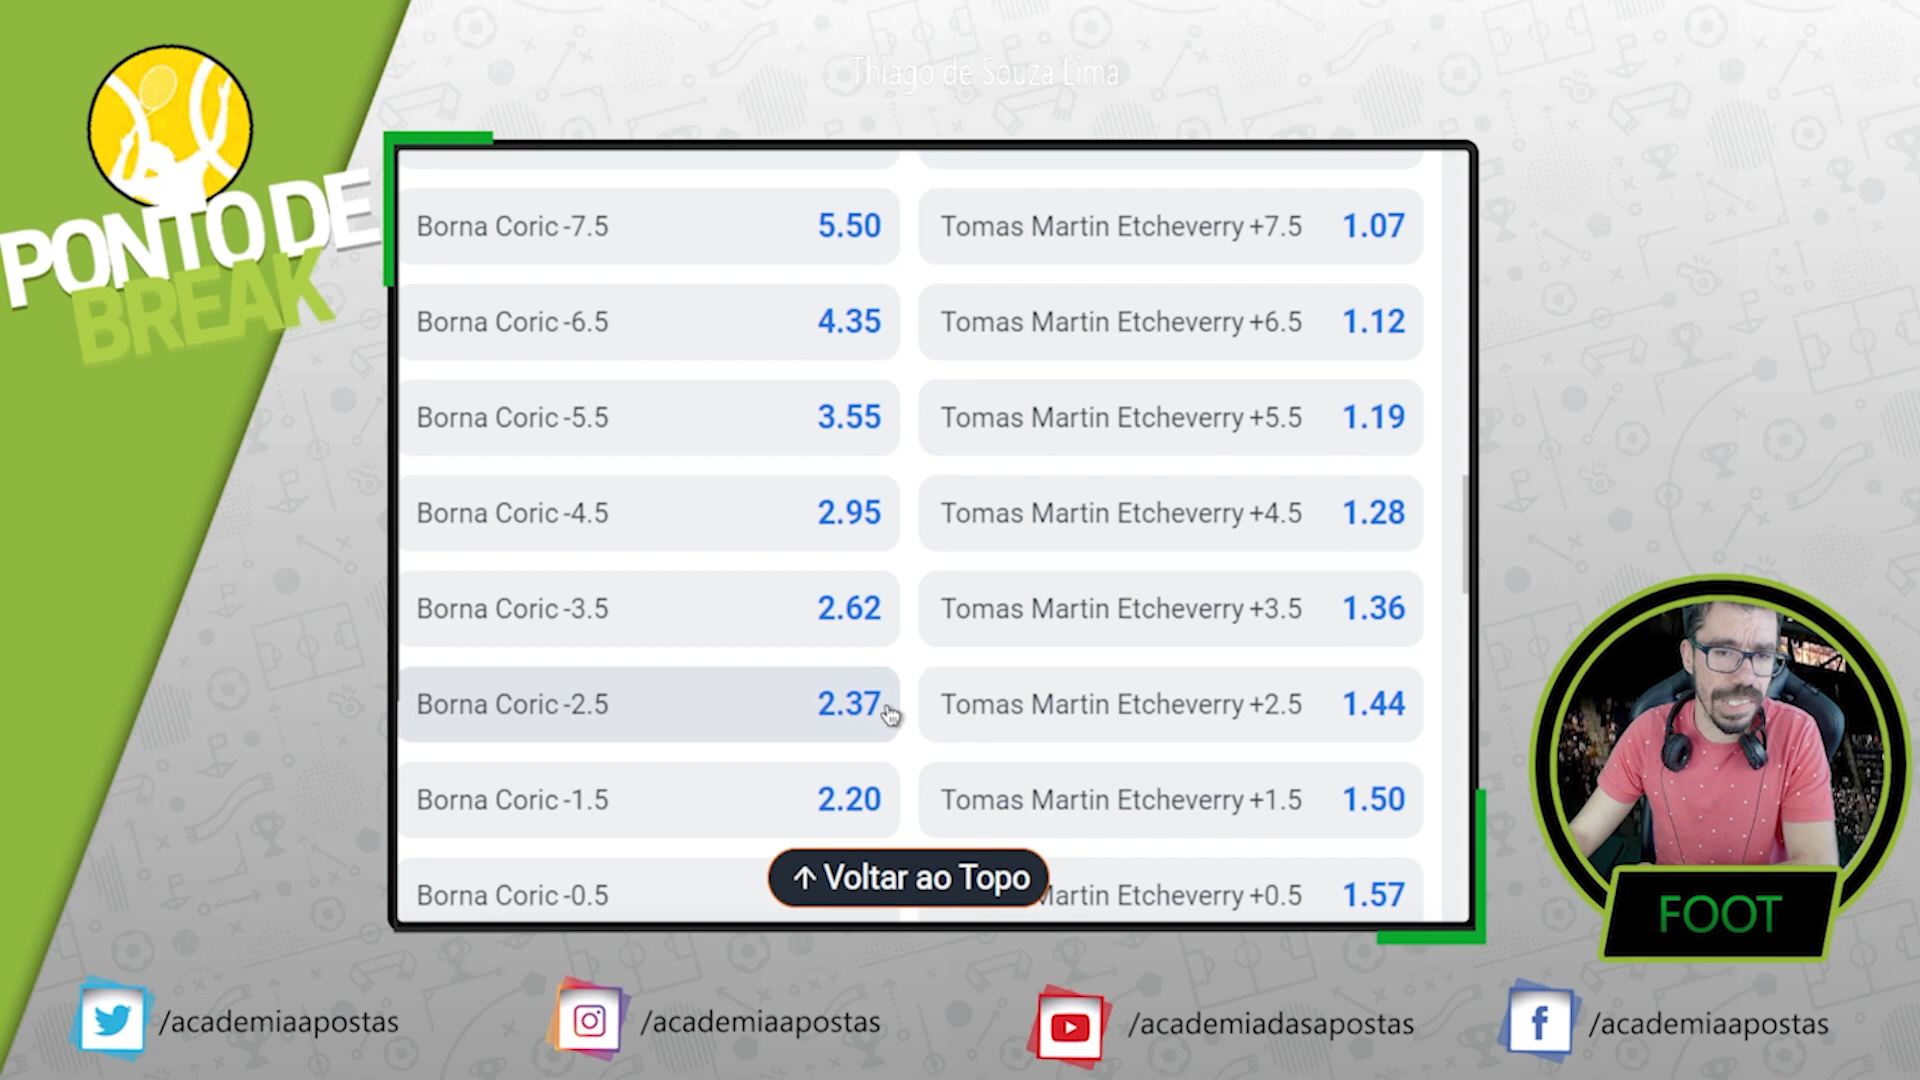 Thiago de Souza Lima
PONTO DE
BREAK
Borna Coric -7.5 5.50 Tomas Martin Etcheverry +7.5 1.07
Borna Coric -6.5 4.35 Tomas Martin Etcheverry +6.5 1.12
Borna Coric -5.5 3.55 Tomas Martin Etcheverry +5.5 1.19
Borna Coric -4.5 2.95 Tomas Martin Etcheverry +4.5 1.28
Borna Coric -3.5 2.62 Tomas Martin Etcheverry +3.5 1.36
Borna Coric -2.5 2.37 Tomas Martin Etcheverry +2.5 1.44
Borna Coric -1.5 2.20 Tomas Martin Etcheverry +1.5 1.50
Borna Coric -0.5 Martin Etcheverry +0.5 1.57
↑ Voltar ao Topo
FOOT
/academiaapostas /academiaapostas /academiadasapostas /academiaapostas